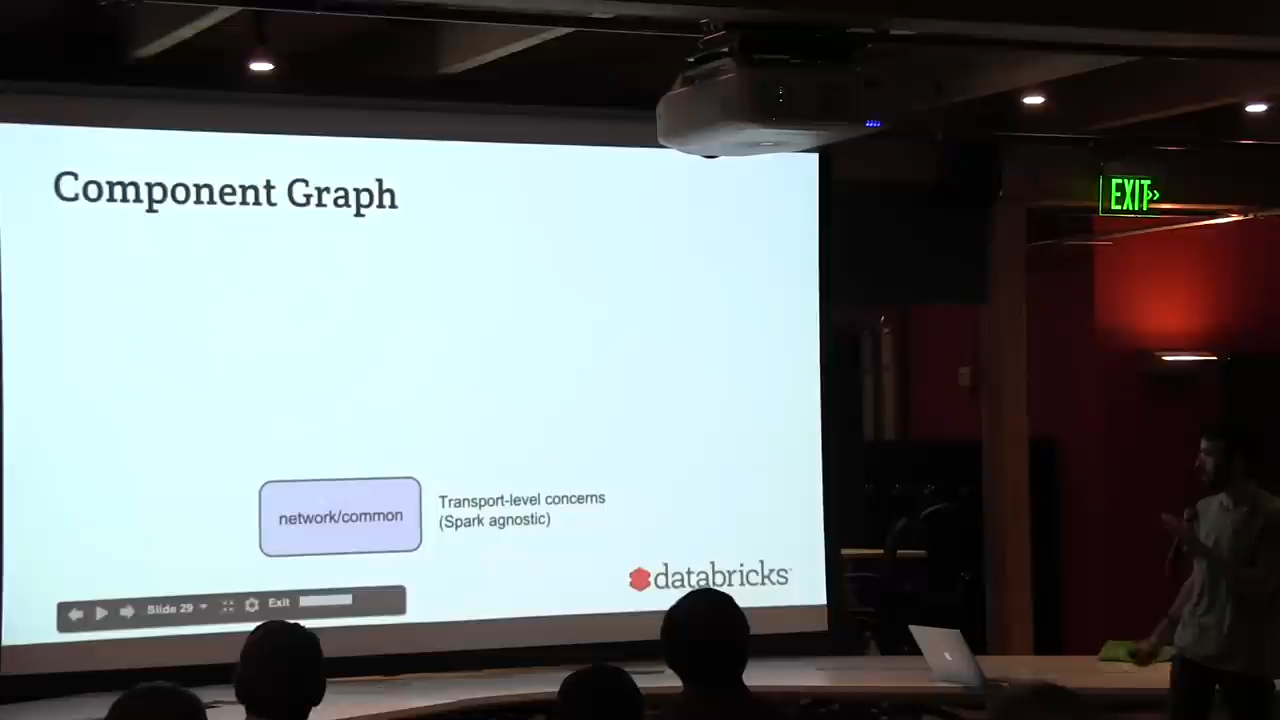 Component Graph
network/common
Transport-level concerns
(Spark agnostic)
databricks
Slide 29
Exit
EXIT